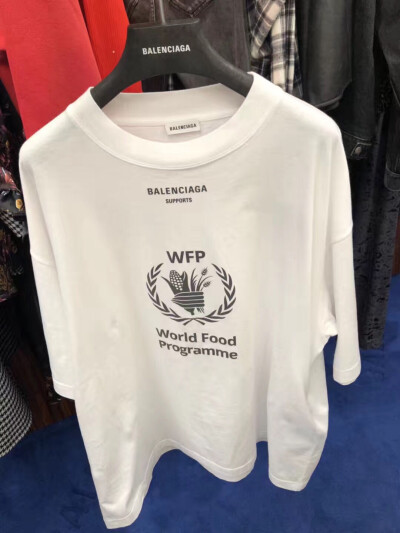 BALENCIAGA
BALENCIAGA
BALENCIAGA
SUPPORTS
WFP
World Food
Programme